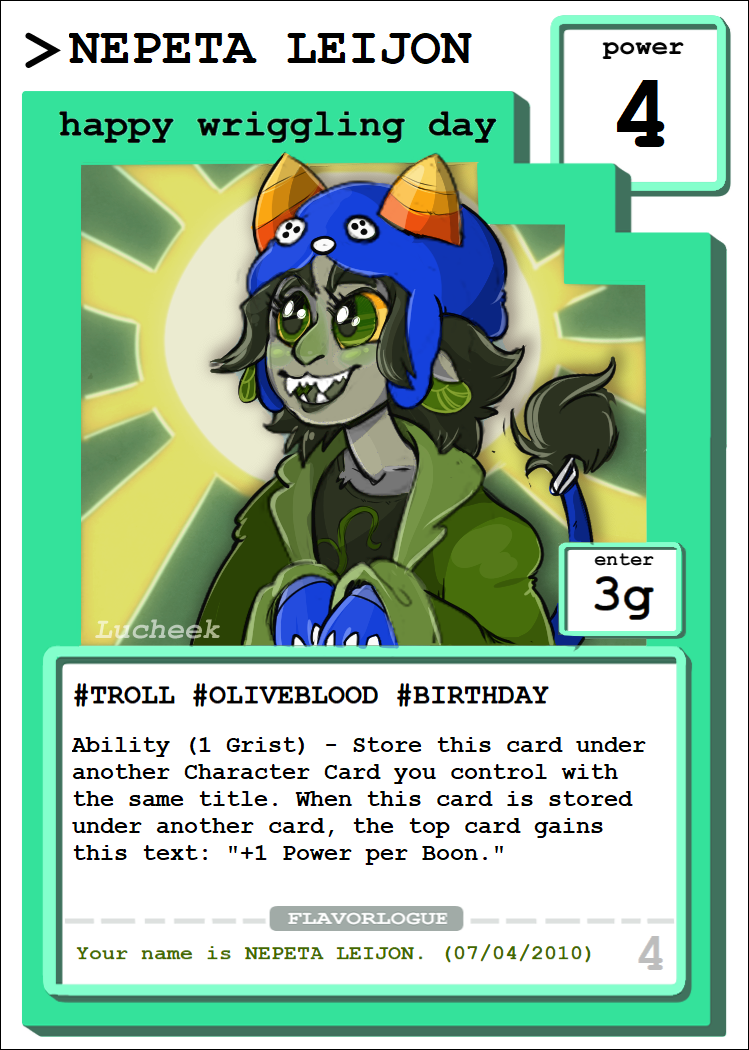 >NEPETA LEIJON
power
4
happy wriggling day
enter
3g
Lucheek
#TROLL #OLIVEBLOOD #BIRTHDAY
Ability (1 Grist) - Store this card under
another Character Card you control with
the same title. When this card is stored
under another card, the top card gains
this text: "+1 Power per Boon."
FLAVORLOGUE
Your name is NEPETA LEIJON. (07/04/2010)
4